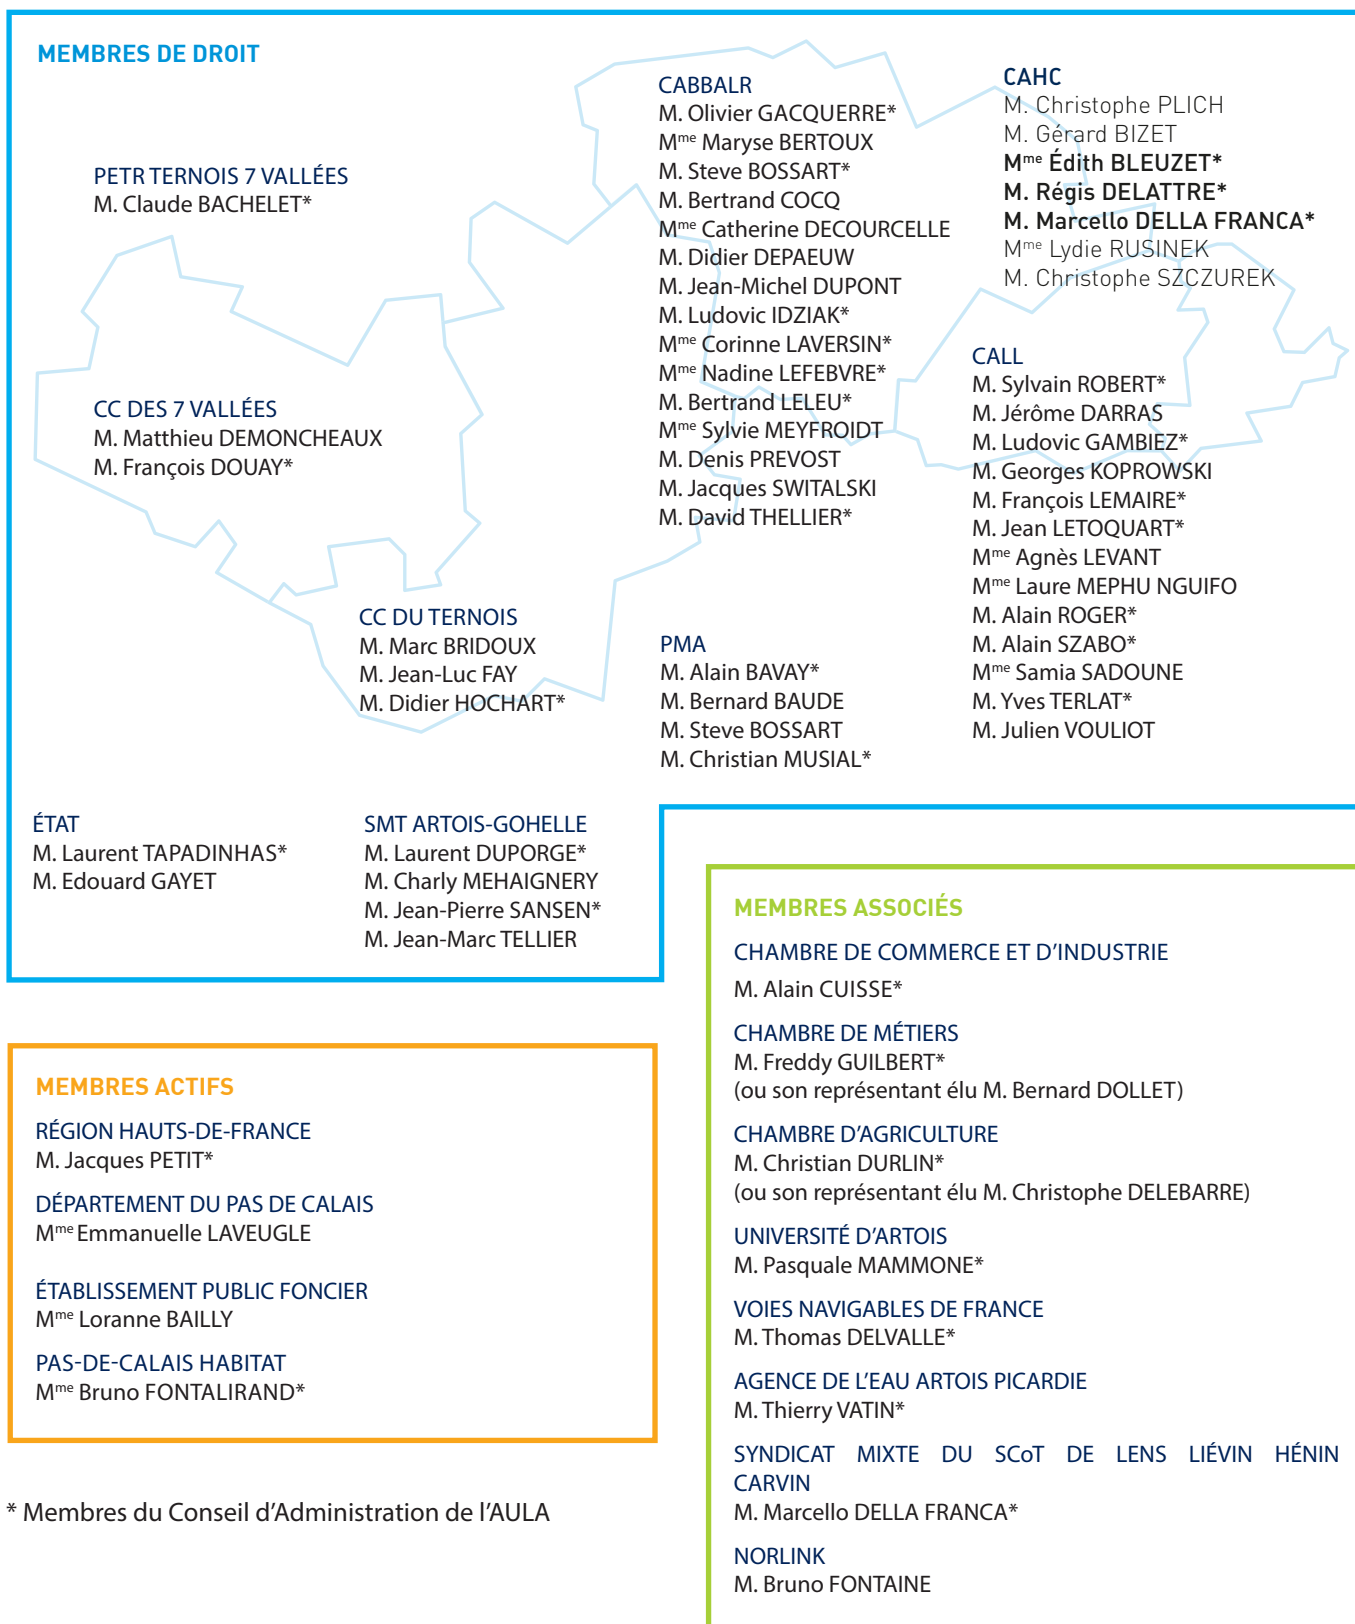 MEMBRES DE DROIT
PETR TERNOIS 7 VALLÉES
M. Claude BACHELET*
CC DES 7 VALLÉES
M. Matthieu DEMONCHEAUX
M. François DOUAY*
CC DU TERNOIS
M. Marc BRIDOUX
M. Jean-Luc FAY
M. Didier HOCHART*
CABBALR
M. Olivier GACQUERRE*
Mme Maryse BERTOUX
M. Steve BOSSART*
M. Bertrand COCQ
Mme Catherine DECOURCELLE
M. Didier DEPAEUW
M. Jean-Michel DUPONT
M. Ludovic IDZIAK*
Mme Corinne LAVERSIN*
Mme Nadine LEFEBVRE*
M. Bertrand LELEU*
Mme Sylvie MEYFROIDT
M. Denis PREVOST
M. Jacques SWITALSKI
M. David THELLIER*
PMA
M. Alain BAVAY*
M. Bernard BAUDE
M. Steve BOSSART
M. Christian MUSIAL*
CAHC
M. Christophe PLICH
M. Gérard BIZET
Mme Édith BLEUZET*
M. Régis DELATTRE*
M. Marcello DELLA FRANCA*
Mme Lydie RUSINEK
M. Christophe SZCZUREK
CALL
M. Sylvain ROBERT*
M. Jérôme DARRAS
M. Ludovic GAMBIEZ*
M. Georges KOPROWSKI
M. François LEMAIRE*
M. Jean LETOQUART*
Mme Agnès LEVANT
Mme Laure MEPHU NGUIFO
M. Alain ROGER*
M. Alain SZABO*
Mme Samia SADOUNE
M. Yves TERLAT*
M. Julien VOULIOT
ÉTAT
M. Laurent TAPADINHAS*
M. Edouard GAYET
SMT ARTOIS-GOHELLE
M. Laurent DUPORGE*
M. Charly MEHAIGNERY
M. Jean-Pierre SANSEN*
M. Jean-Marc TELLIER
MEMBRES ACTIFS
RÉGION HAUTS-DE-FRANCE
M. Jacques PETIT*
DÉPARTEMENT DU PAS DE CALAIS
Mme Emmanuelle LAVEUGLE
ÉTABLISSEMENT PUBLIC FONCIER
Mme Loranne BAILLY
PAS-DE-CALAIS HABITAT
Mme Bruno FONTALIRAND*
* Membres du Conseil d'Administration de l'AULA
MEMBRES ASSOCIÉS
CHAMBRE DE COMMERCE ET D'INDUSTRIE
M. Alain CUISSE*
CHAMBRE DE MÉTIERS
M. Freddy GUILBERT*
(ou son représentant élu M. Bernard DOLLET)
CHAMBRE D'AGRICULTURE
M. Christian DURLIN*
(ou son représentant élu M. Christophe DELEBARRE)
UNIVERSITÉ D'ARTOIS
M. Pasquale MAMMONE*
VOIES NAVIGABLES DE FRANCE
M. Thomas DELVALLE*
AGENCE DE L'EAU ARTOIS PICARDIE
M. Thierry VATIN*
SYNDICAT MIXTE DU SCoT DE LENS LIÉVIN HÉNIN
CARVIN
M. Marcello DELLA FRANCA*
NORLINK
M. Bruno FONTAINE